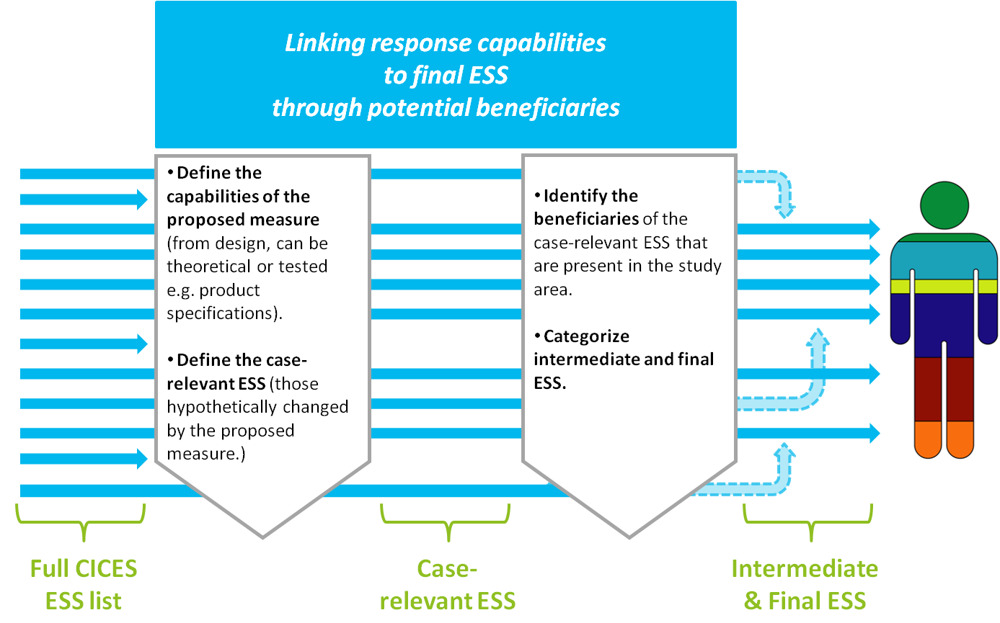 Linking response capabilities
to final ESS
through potential beneficiaries
• Define the
capabilities of the
proposed measure
(from design, can be
theoretical or tested
e.g. product
specifications).
• Define the case-
relevant ESS (those
hypothetically changed
by the proposed
measure.)
• Identify the
beneficiaries of the
case-relevant ESS that
are present in the study
area.
• Categorize
intermediate and final
ESS.
Full CICES
ESS list
Case-
relevant ESS
Intermediate
& Final ESS